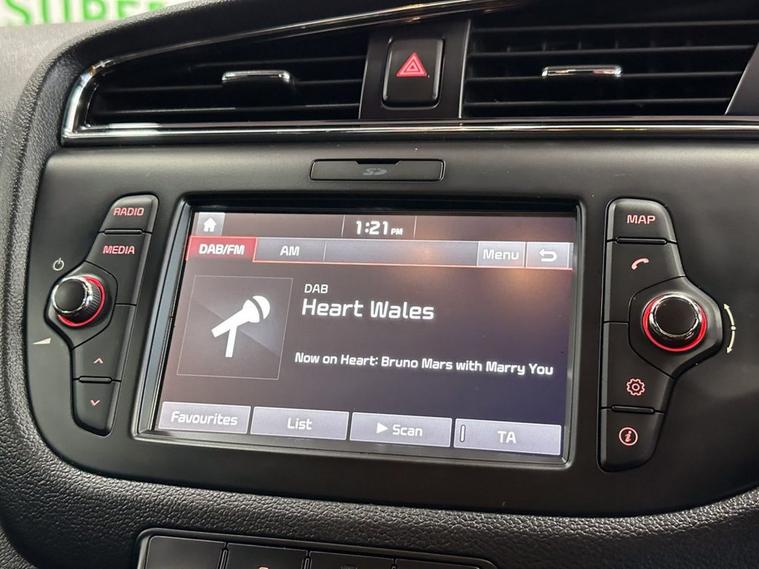 SUPER
SD
RADIO
MEDIA
1:21 PM
DAB/FM
AM
Menu
DAB
Heart Wales
Now on Heart: Bruno Mars with Marry You
Favourites
List
Scan
TA
MAP